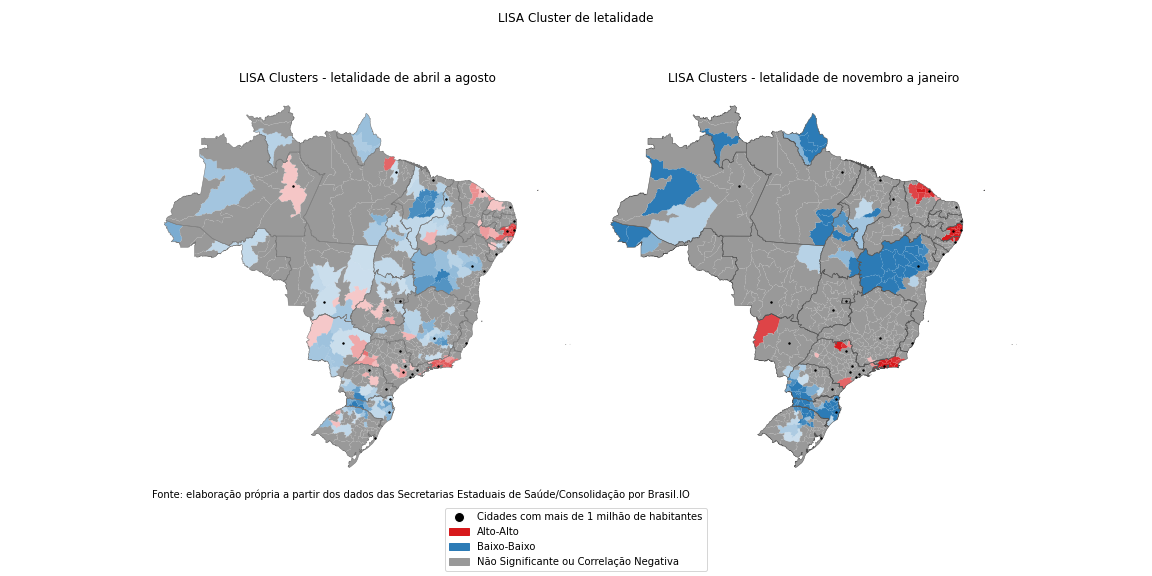 LISA Cluster de letalidade
LISA Clusters - letalidade de abril a agosto
LISA Clusters - letalidade de novembro a janeiro
Fonte: elaboração própria a partir dos dados das Secretarias Estaduais de Saúde/Consolidação por Brasil.IO
Cidades com mais de 1 milhão de habitantes
Alto-Alto
Baixo-Baixo
Não Significante ou Correlação Negativa